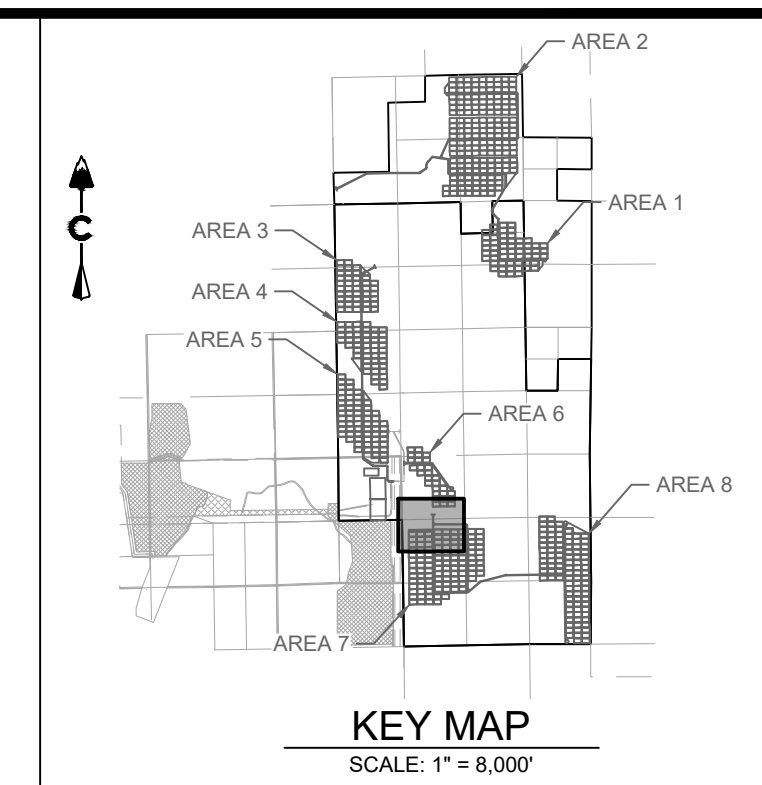 AREA 2
AREA 1
AREA 3
AREA 4
AREA 5
AREA 6
AREA 8
AREA 7
C
KEY MAP
SCALE: 1" = 8,000'